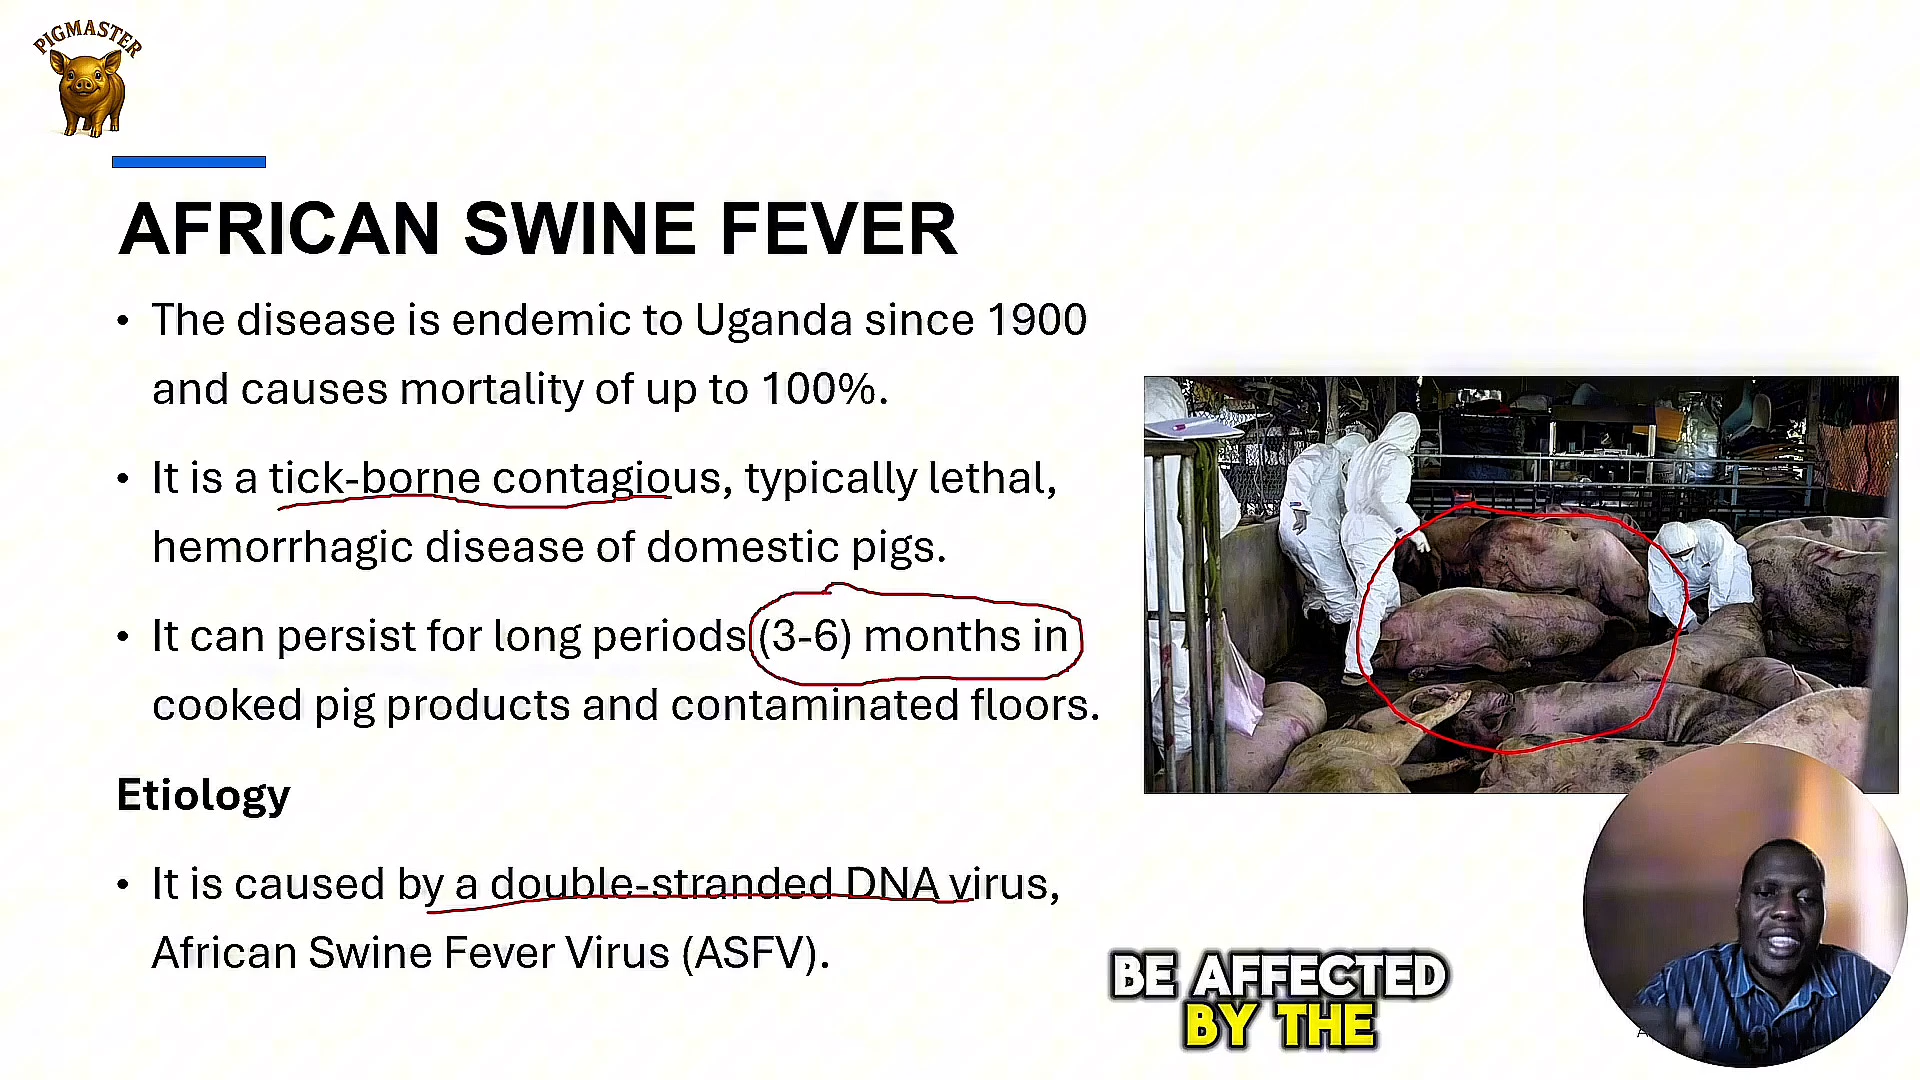 PIGMASTER
AFRICAN SWINE FEVER
• The disease is endemic to Uganda since 1900
and causes mortality of up to 100%.
• It is a tick-borne contagious, typically lethal,
hemorrhagic disease of domestic pigs.
• It can persist for long periods (3-6) months in
cooked pig products and contaminated floors.
Etiology
• It is caused by a double-stranded DNA virus,
African Swine Fever Virus (ASFV).
BE AFFECTED
BY THE